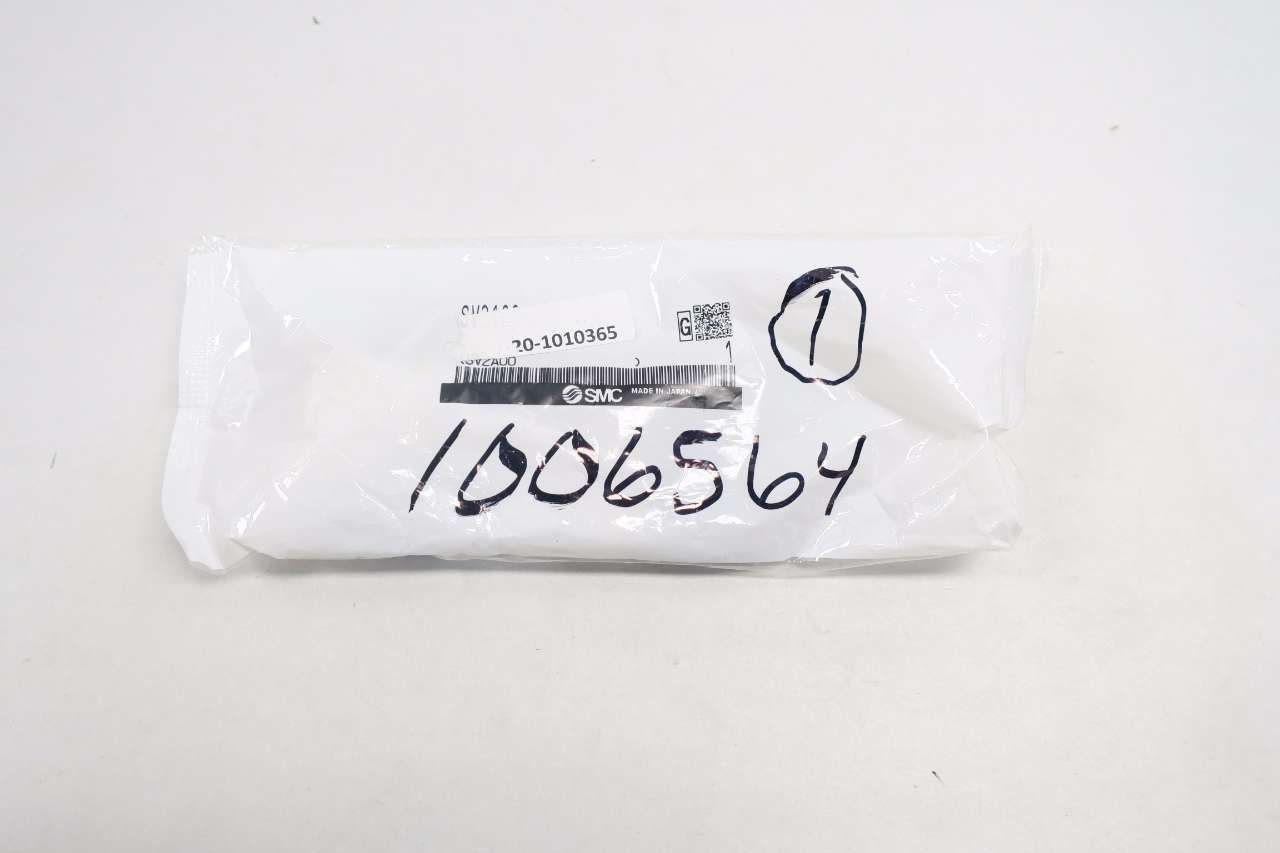 G
20-1010365
1
SMC MADE IN JAPAN
1
1006564